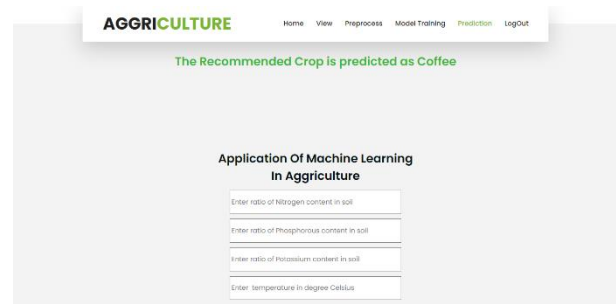 AGGRICULTURE Home View Preprocess Model Training Prediction LogOut
The Recommended Crop is predicted as Coffee
Application Of Machine Learning
In Aggriculture
Enter ratio of Nitrogen content in soil
Enter ratio of Phosphorous content in soil
Enter ratio of Potassium content in soil
Enter temperature in degree Celsius